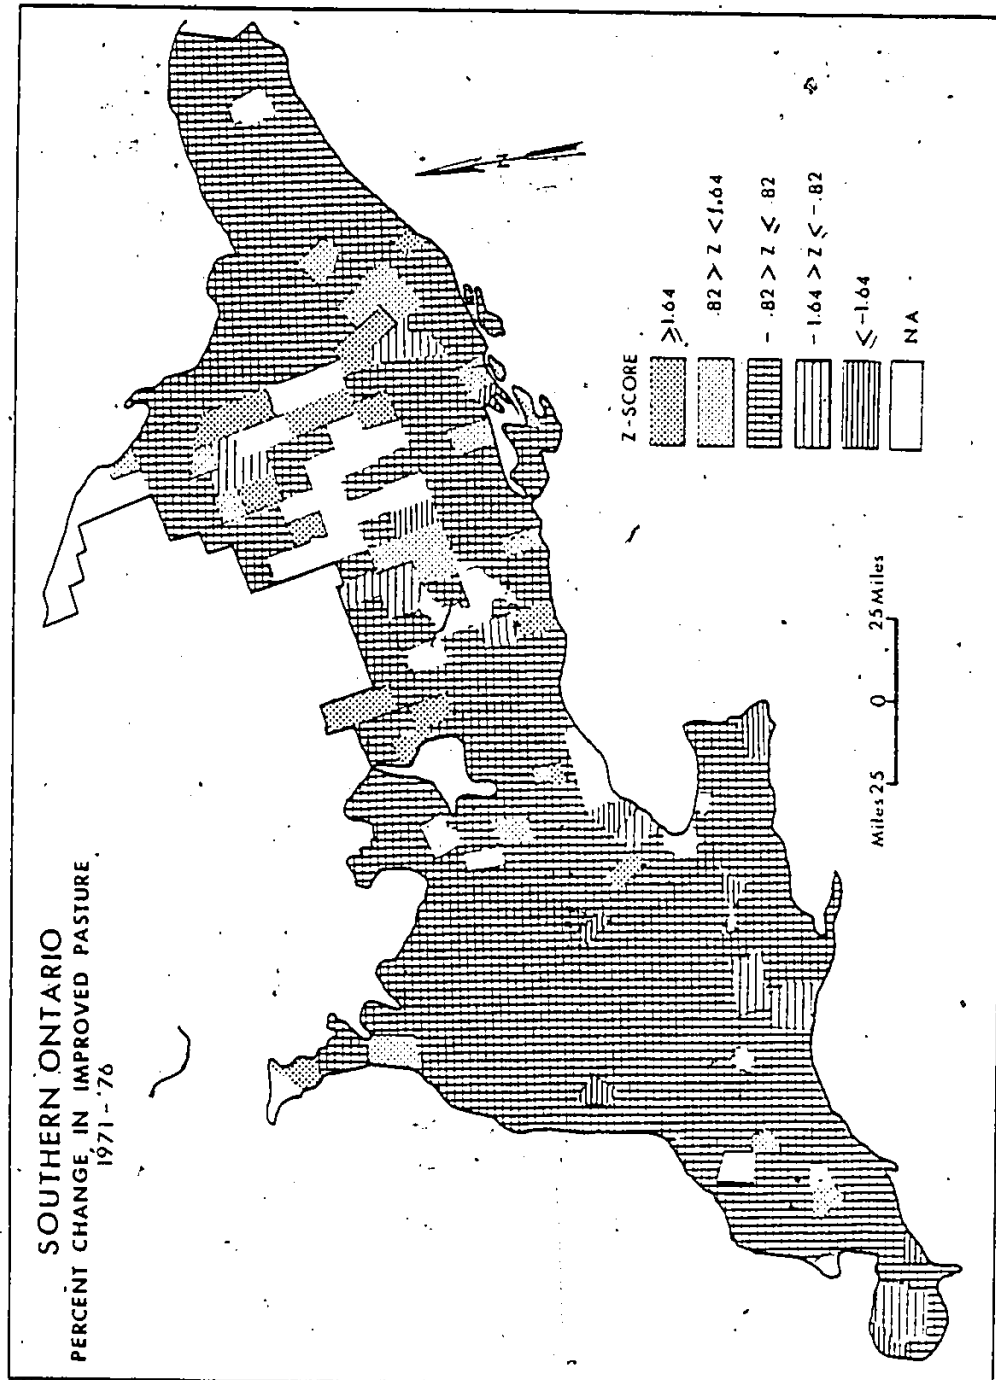 SOUTHERN ONTARIO
PERCENT CHANGE IN IMPROVED PASTURE
1971-'76
N
Z-SCORE
⩾1.64
.82 > Z <1.64
- .82 > Z ⩽ .82
-1.64 > Z ⩽ -.82
⩽-1.64
NA
Miles 25 0 25 Miles